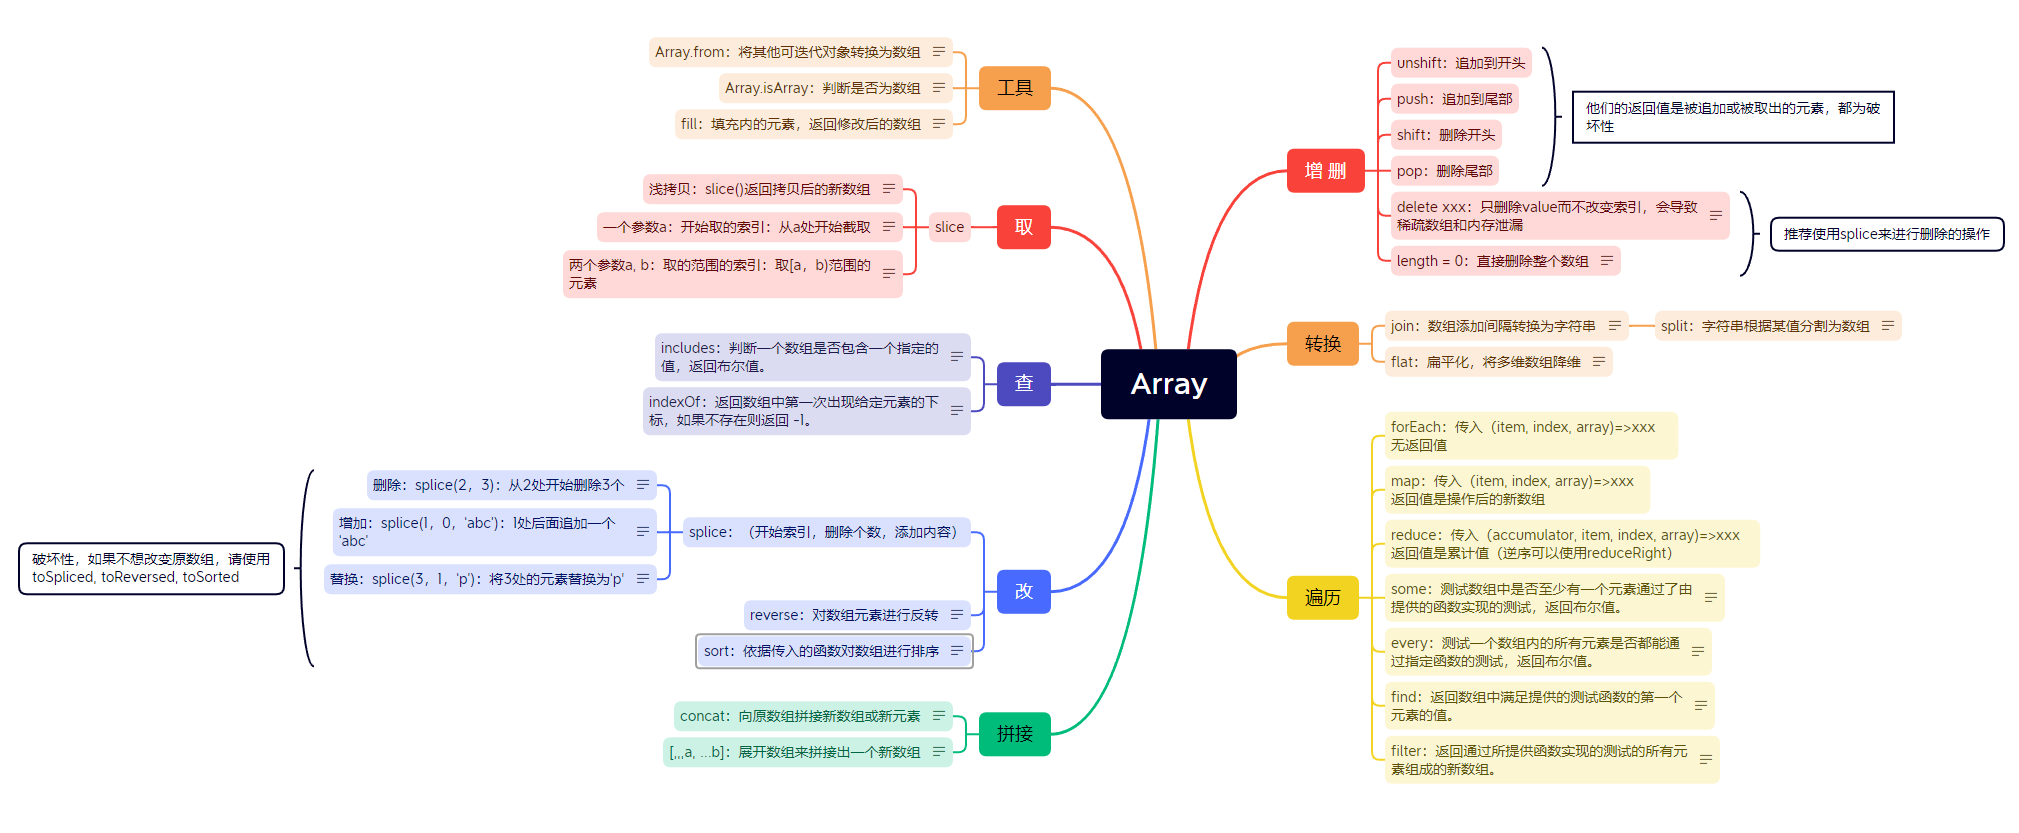 Array
工具
Array.from：将其他可迭代对象转换为数组
Array.isArray：判断是否为数组
fill：填充内的元素，返回修改后的数组
取
slice
浅拷贝：slice()返回拷贝后的新数组
一个参数a：开始取的索引：从a处开始截取
两个参数a, b：取的范围的索引：取[a，b)范围的
元素
查
includes：判断一个数组是否包含一个指定的
值，返回布尔值。
indexOf：返回数组中第一次出现给定元素的下
标，如果不存在则返回 -1。
改
splice：（开始索引，删除个数，添加内容）
删除：splice(2，3)：从2处开始删除3个
增加：splice(1，0，'abc')：1处后面追加一个
'abc'
替换：splice(3，1，'p')：将3处的元素替换为'p'
reverse：对数组元素进行反转
sort：依据传入的函数对数组进行排序
破坏性，如果不想改变原数组，请使用
toSpliced, toReversed, toSorted
拼接
concat：向原数组拼接新数组或新元素
[,,,a, ...b]：展开数组来拼接出一个新数组
增 删
unshift：追加到开头
push：追加到尾部
shift：删除开头
pop：删除尾部
他们的返回值是被追加或被取出的元素，都为破
坏性
delete xxx：只删除value而不改变索引，会导致
稀疏数组和内存泄漏
length = 0：直接删除整个数组
推荐使用splice来进行删除的操作
转换
join：数组添加间隔转换为字符串
split：字符串根据某值分割为数组
flat：扁平化，将多维数组降维
遍历
forEach：传入（item, index, array)=>xxx
无返回值
map：传入（item, index, array)=>xxx
返回值是操作后的新数组
reduce：传入（accumulator, item, index, array)=>xxx
返回值是累计值（逆序可以使用reduceRight）
some：测试数组中是否至少有一个元素通过了由
提供的函数实现的测试，返回布尔值。
every：测试一个数组内的所有元素是否都能通
过指定函数的测试，返回布尔值。
find：返回数组中满足提供的测试函数的第一个
元素的值。
filter：返回通过所提供函数实现的测试的所有元
素组成的新数组。